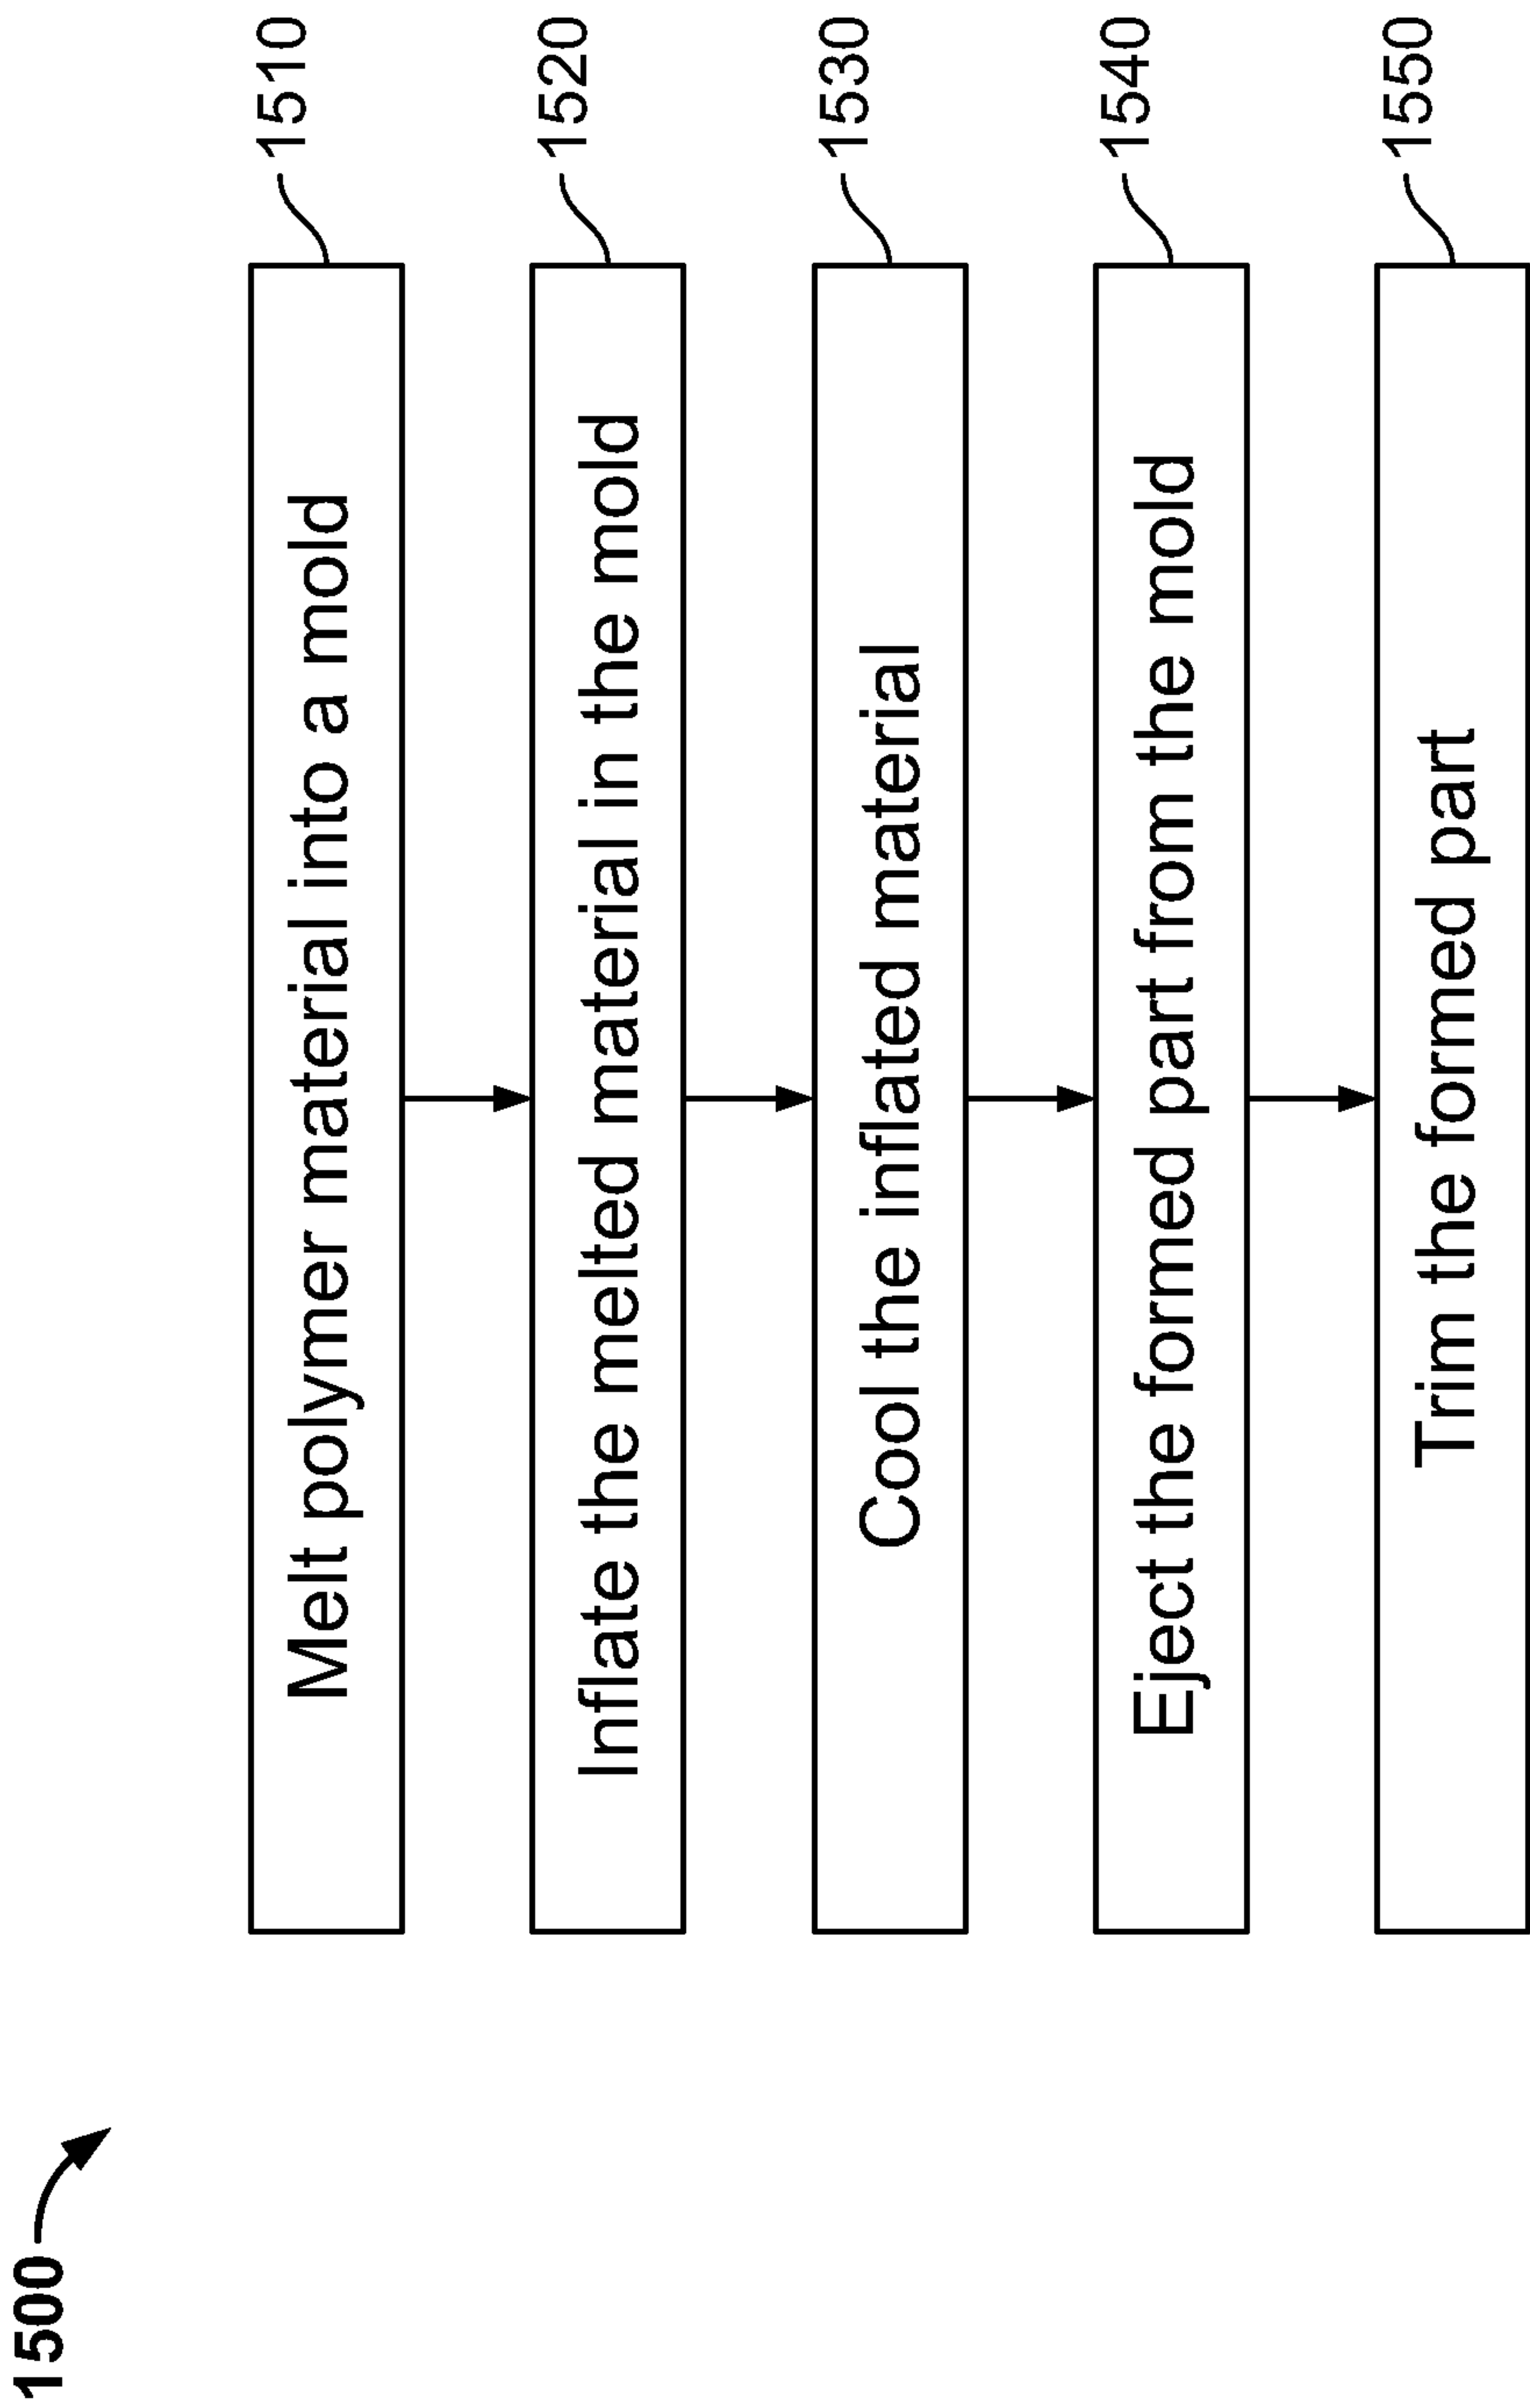 1500
Melt polymer material into a mold
1510
Inflate the melted material in the mold
1520
Cool the inflated material
1530
Eject the formed part from the mold
1540
Trim the formed part
1550